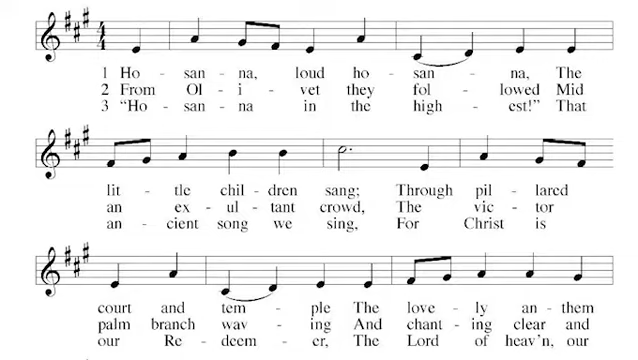 4 4
1 Ho - san - na, loud ho - san - na, The
2 From Ol - i - vet they fol - lowed Mid
3 “Ho - san - na in the high - est!” That
lit - tle chil - dren sang; Through pil - lared
an ex - ul - tant crowd, The vic - tor
an - cient song we sing, For Christ is
court and tem - ple The love - ly an - them
palm branch wav - ing And chant - ing clear and
our Re - deem - er, The Lord of heav'n, our